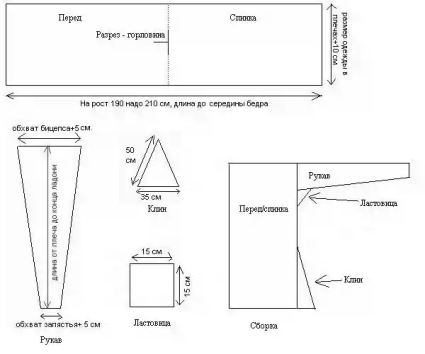 Перед
Спинка
Разрез - горловина
размер одежды в
плечах+10 см
На рост 190 надо 210 см, длина до середины бедра
обхват бицепса+5 см.
длина от плеча до конца ладони
обхват запястья+ 5 см
Рукав
50
см
35 см
Клин
15 см
15 см
Ластовица
Рукав
Ластовица
Перед/спинка
Клин
Сборка